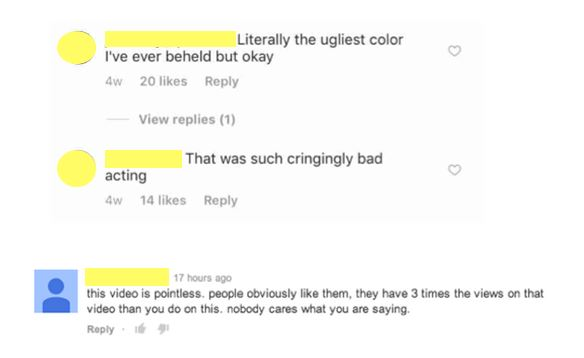 Literally the ugliest color
I've ever beheld but okay
4w 20 likes Reply
View replies (1)
That was such cringingly bad
acting
4w 14 likes Reply
17 hours ago
this video is pointless. people obviously like them, they have 3 times the views on that
video than you do on this. nobody cares what you are saying.
Reply ·